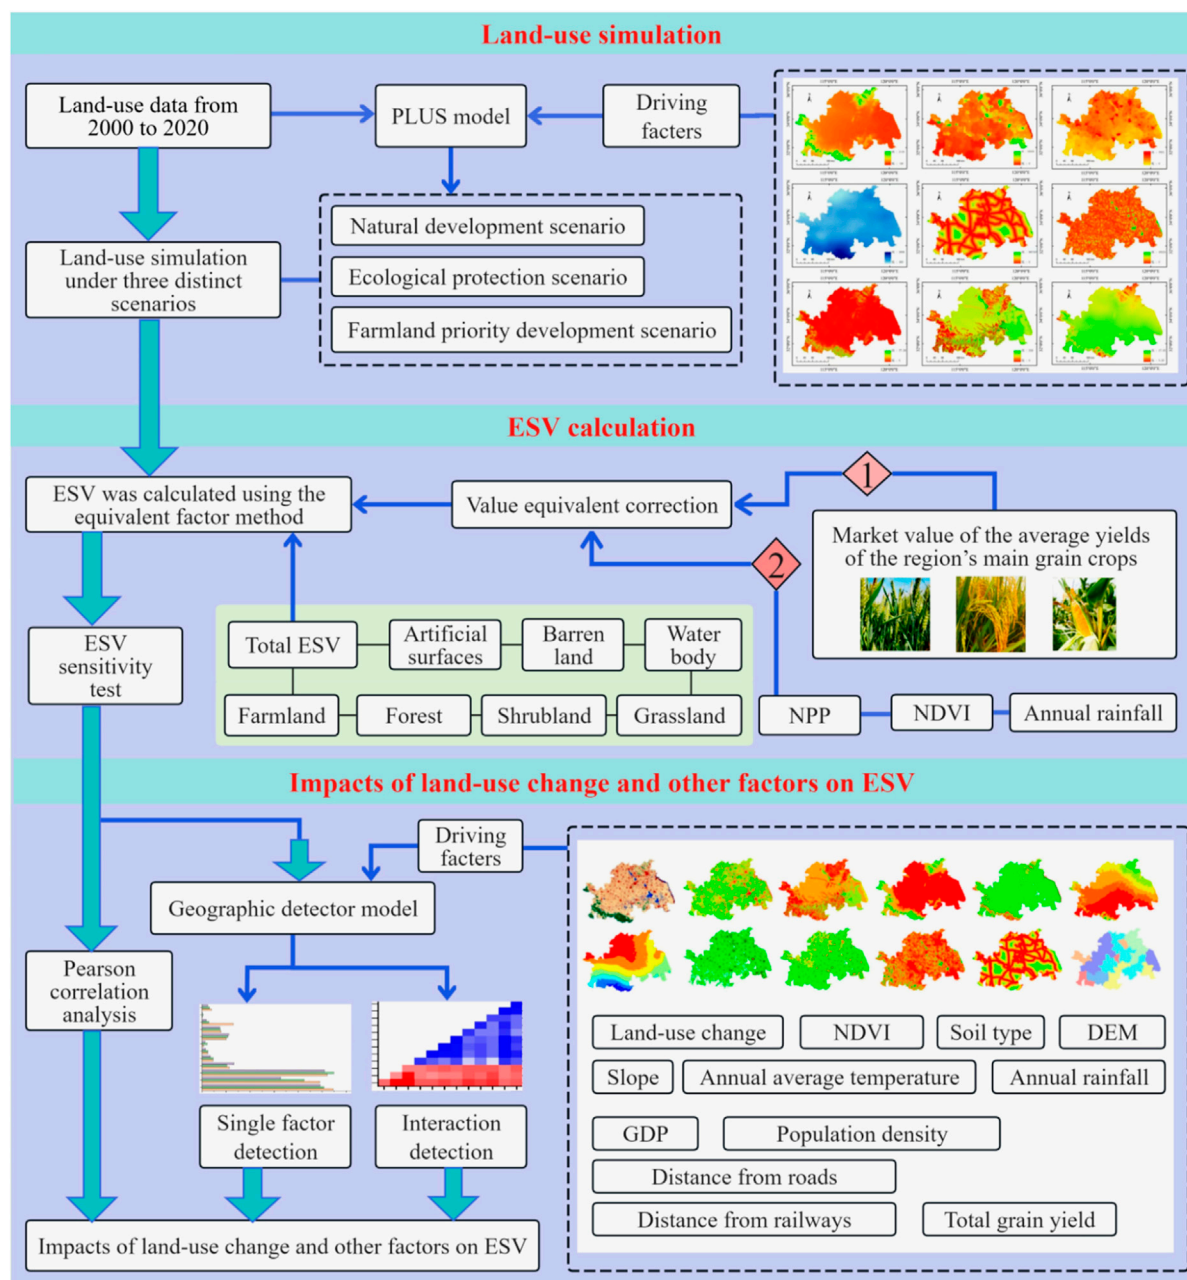 Land-use simulation
Land-use data from
2000 to 2020
PLUS model
Driving
facters
Natural development scenario
Ecological protection scenario
Farmland priority development scenario
Land-use simulation
under three distinct
scenarios
ESV calculation
ESV was calculated using the
equivalent factor method
Value equivalent correction
1
2
Market value of the average yields
of the region’s main grain crops
ESV
sensitivity
test
Total ESV
Artificial
surfaces
Barren
land
Water
body
Farmland
Forest
Shrubland
Grassland
NPP
NDVI
Annual rainfall
Impacts of land-use change and other factors on ESV
Driving
factors
Geographic detector model
Pearson
correlation
analysis
Single factor
detection
Interaction
detection
Impacts of land-use change and other factors on ESV
Land-use change
NDVI
Soil type
DEM
Slope
Annual average temperature
Annual rainfall
GDP
Population density
Distance from roads
Distance from railways
Total grain yield